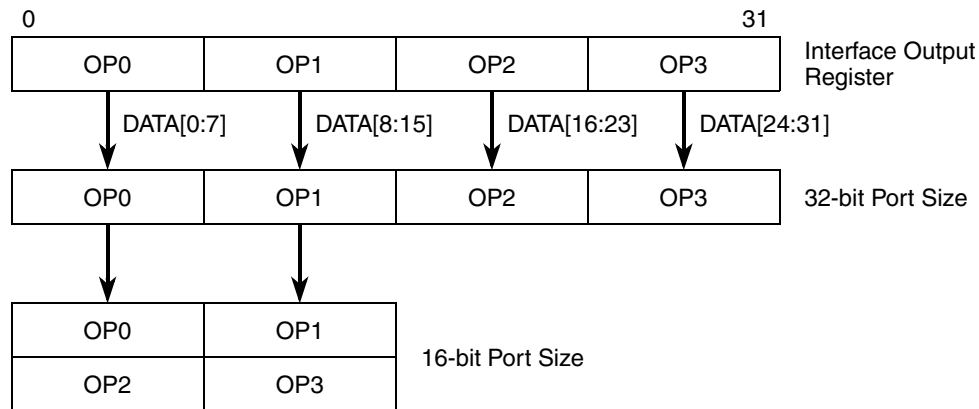 0 31
OP0 OP1 OP2 OP3 Interface Output
Register
DATA[0:7] DATA[8:15] DATA[16:23] DATA[24:31]
OP0 OP1 OP2 OP3 32-bit Port Size
OP0 OP1
16-bit Port Size
OP2 OP3